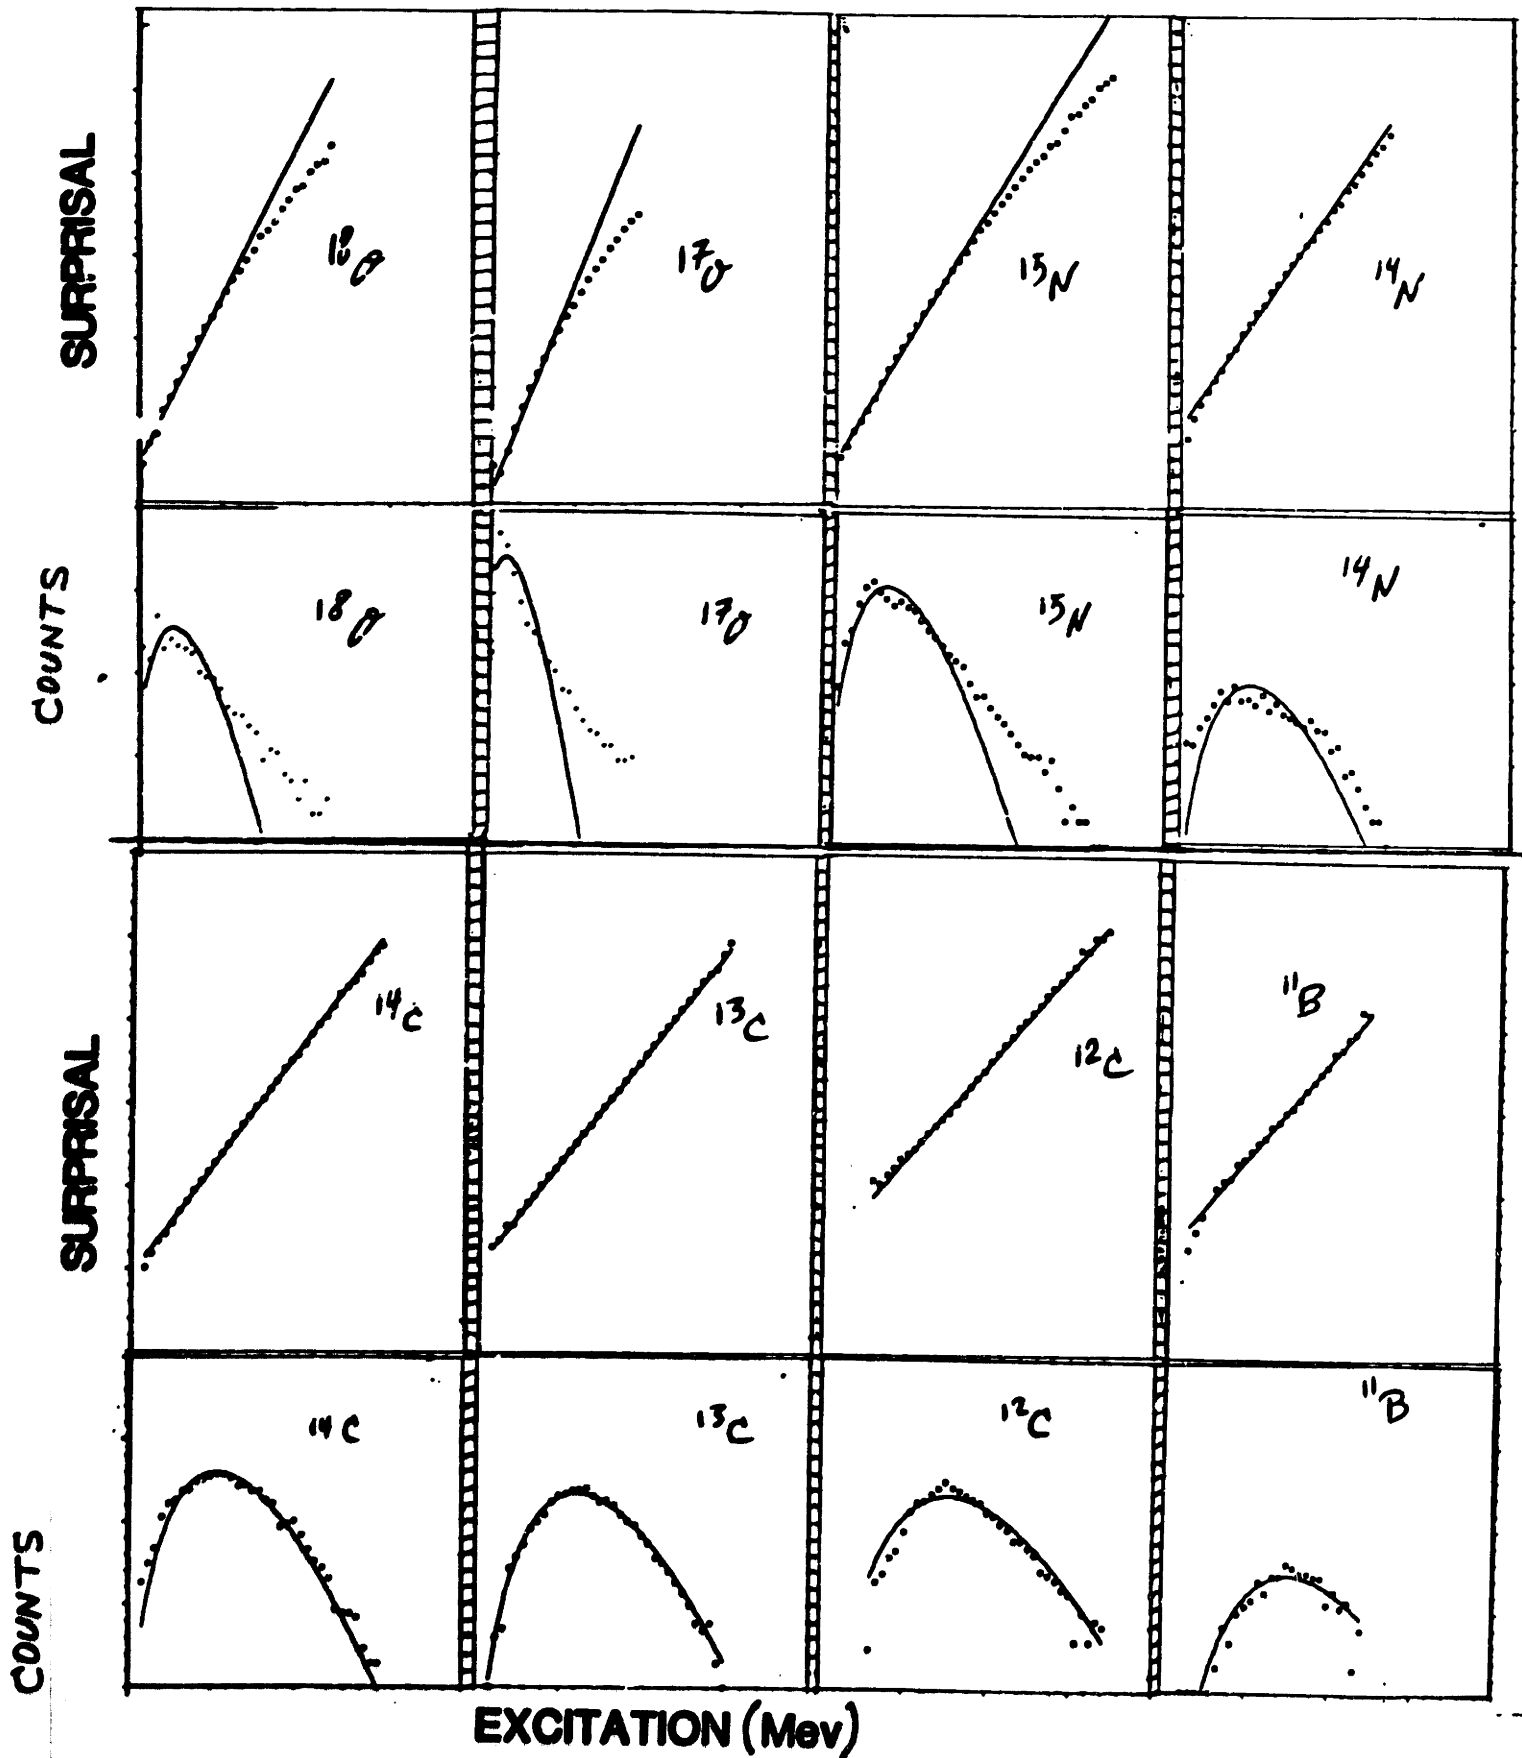 SURPRISAL
18O
17O
15N
14N
COUNTS
18O
17O
15N
14N
SURPRISAL
14C
13C
12C
11B
COUNTS
14C
13C
12C
11B
EXCITATION (Mev)